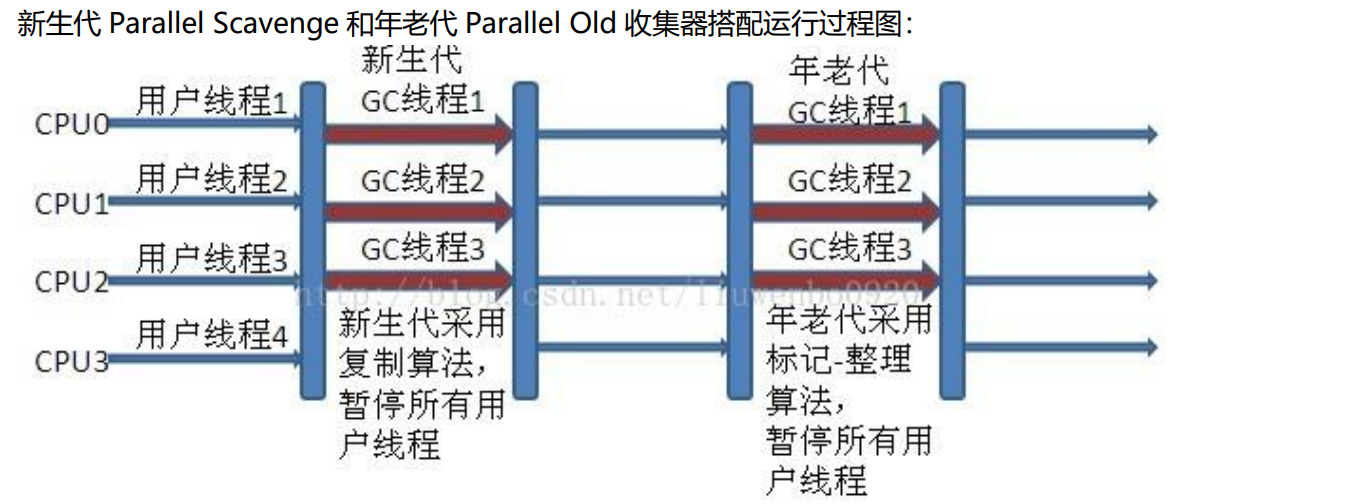 新生代 Parallel Scavenge 和年老代 Parallel Old 收集器搭配运行过程图：
新生代
年老代
用户线程1
GC线程1
GC线程1
CPU0
用户线程2
GC线程2
GC线程2
CPU1
用户线程3
GC线程3
GC线程3
CPU2
http://blog.csdn.net/liuwenbo0920
用户线程4
CPU3
新生代采用
复制算法，
暂停所有用
户线程
年老代采用
标记-整理
算法，
暂停所有用
户线程